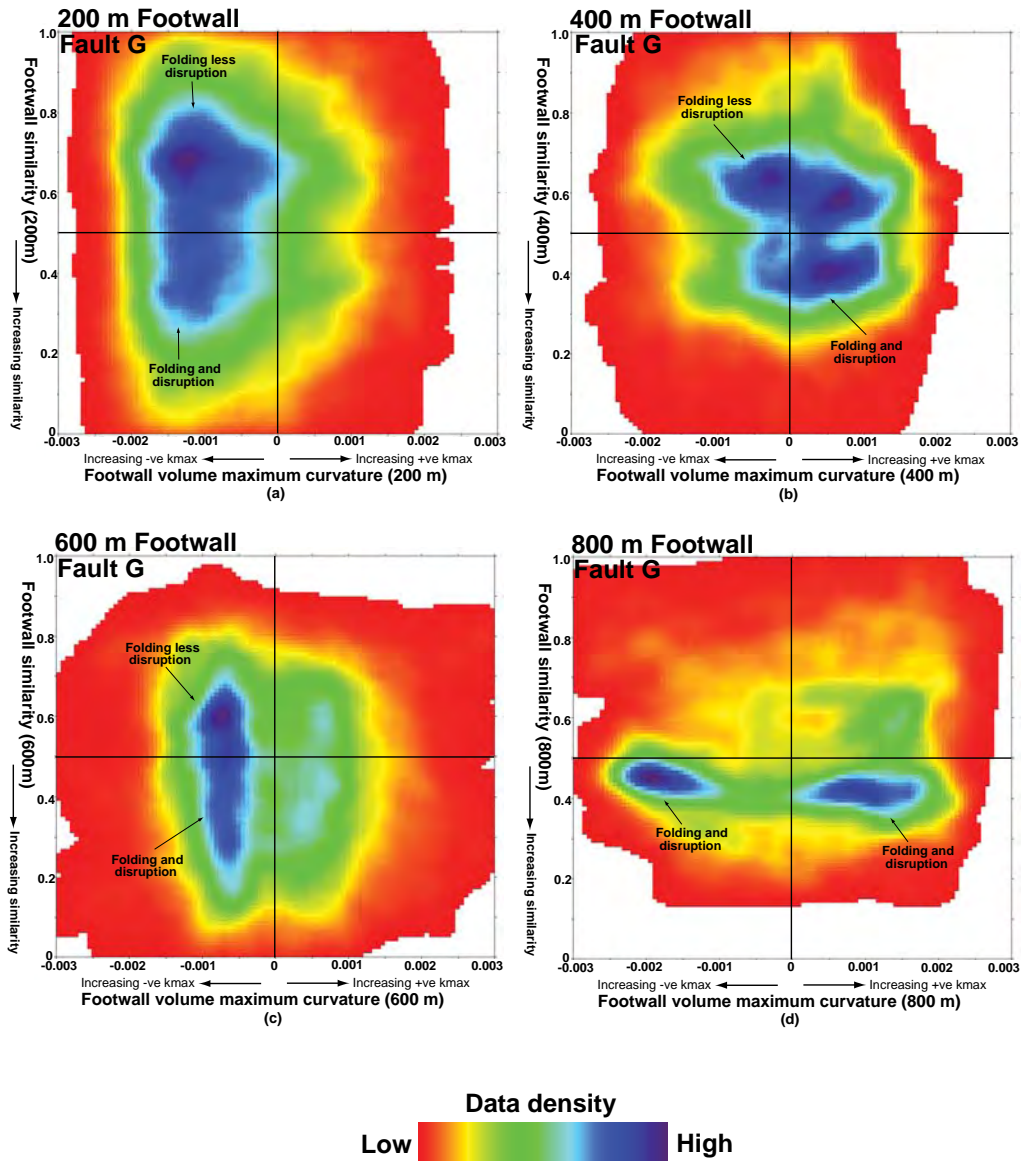 200 m Footwall
Fault G
1.0
Folding less
disruption
0.8
0.6
0.4
0.2
0
Footwall similarity (200m)
Increasing similarity
Folding and
disruption
-0.003
-0.002
-0.001
0
0.001
0.002
0.003
Increasing -ve kmax
Increasing +ve kmax
Footwall volume maximum curvature (200 m)
(a)
400 m Footwall
Fault G
1.0
Folding less
disruption
0.8
0.6
0.4
0.2
0
Footwall similarity (400m)
Increasing similarity
Folding and
disruption
-0.003
-0.002
-0.001
0
0.001
0.002
0.003
Increasing -ve kmax
Increasing +ve kmax
Footwall volume maximum curvature (400 m)
(b)
600 m Footwall
Fault G
1.0
0.8
Folding less
disruption
0.6
0.4
0.2
0
Footwall similarity (600m)
Increasing similarity
Folding and
disruption
-0.003
-0.002
-0.001
0
0.001
0.002
0.003
Increasing -ve kmax
Increasing +ve kmax
Footwall volume maximum curvature (600 m)
(c)
800 m Footwall
Fault G
1.0
0.8
0.6
0.4
0.2
0
Footwall similarity (800m)
Increasing similarity
Folding and
disruption
Folding and
disruption
-0.003
-0.002
-0.001
0
0.001
0.002
0.003
Increasing -ve kmax
Increasing +ve kmax
Footwall volume maximum curvature (800 m)
(d)
Data density
Low
High